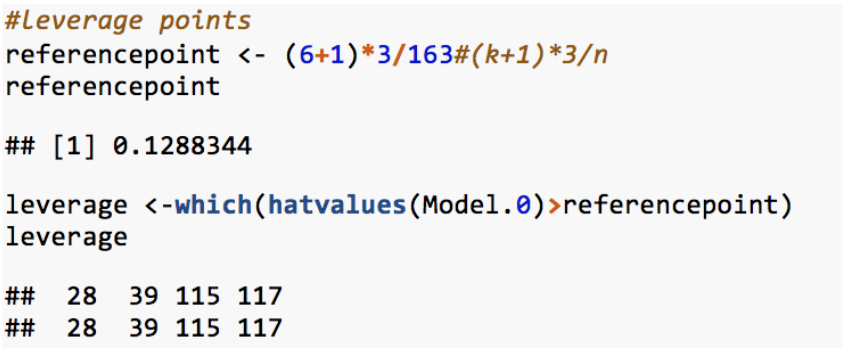 #leverage points
referencepoint <- (6+1)*3/163#(k+1)*3/n
referencepoint
## [1] 0.1288344
leverage <-which(hatvalues(Model.0)>referencepoint)
leverage
##  28  39 115 117
##  28  39 115 117